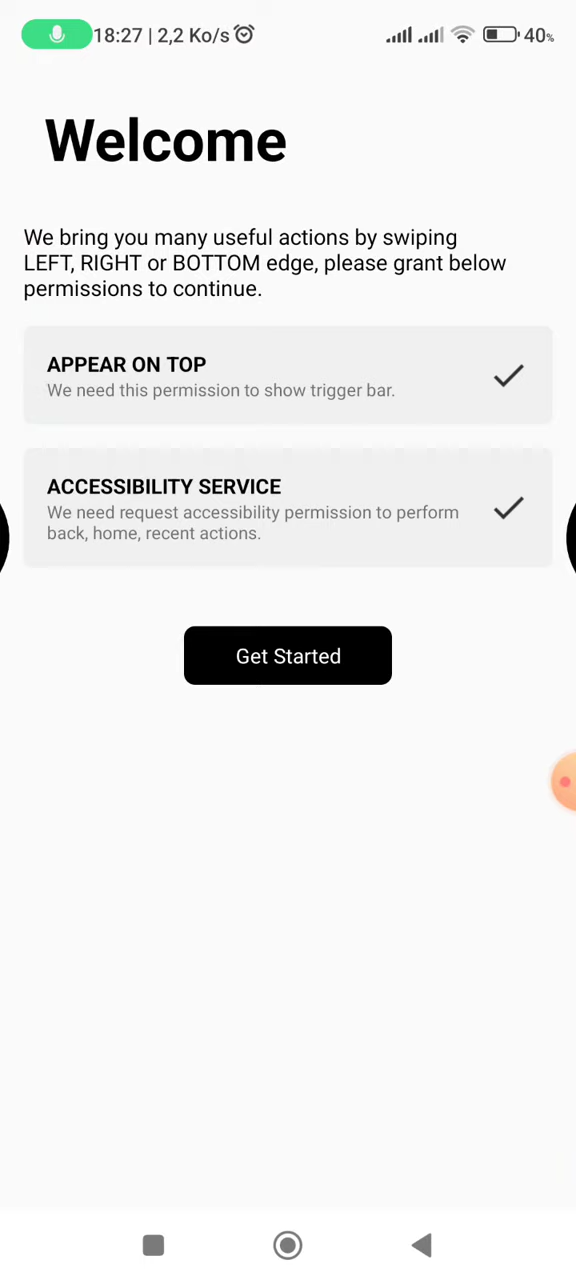 18:27 | 2,2 Ko/s 40%
Welcome
We bring you many useful actions by swiping
LEFT, RIGHT or BOTTOM edge, please grant below
permissions to continue.
APPEAR ON TOP
We need this permission to show trigger bar.
ACCESSIBILITY SERVICE
We need request accessibility permission to perform
back, home, recent actions.
Get Started